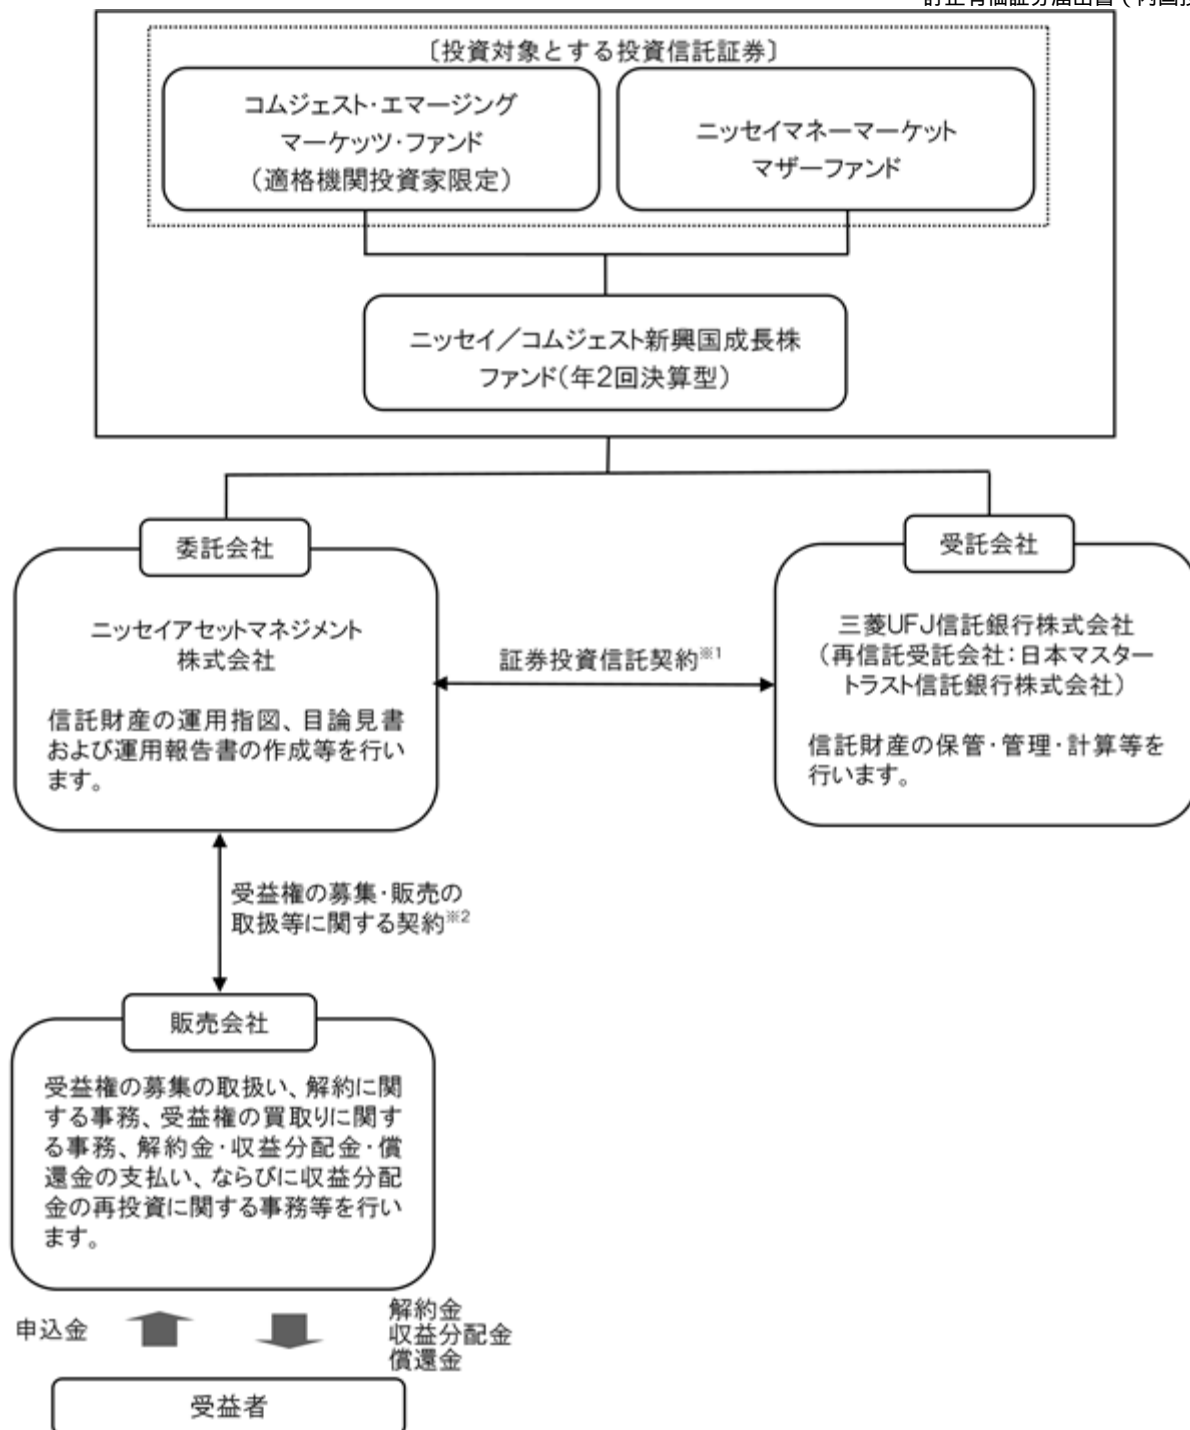 〔投資対象とする投資信託証券〕
コムジェスト・エマージング
マーケッツ・ファンド
（適格機関投資家限定）
ニッセイマネーマーケット
マザーファンド
ニッセイ／コムジェスト新興国成長株
ファンド（年2回決算型）
委託会社
ニッセイアセットマネジメント
株式会社
信託財産の運用指図、目論見書
および運用報告書の作成等を行い
ます。
証券投資信託契約※1
受託会社
三菱UFJ信託銀行株式会社
（再信託受託会社：日本マスター
トラスト信託銀行株式会社）
信託財産の保管・管理・計算等を
行います。
受益権の募集・販売の
取扱等に関する契約※2
販売会社
受益権の募集の取扱い、解約に関
する事務、受益権の買取りに関す
る事務、解約金・収益分配金・償
還金の支払い、ならびに収益分配
金の再投資に関する事務等を行い
ます。
申込金
解約金
収益分配金
償還金
受益者